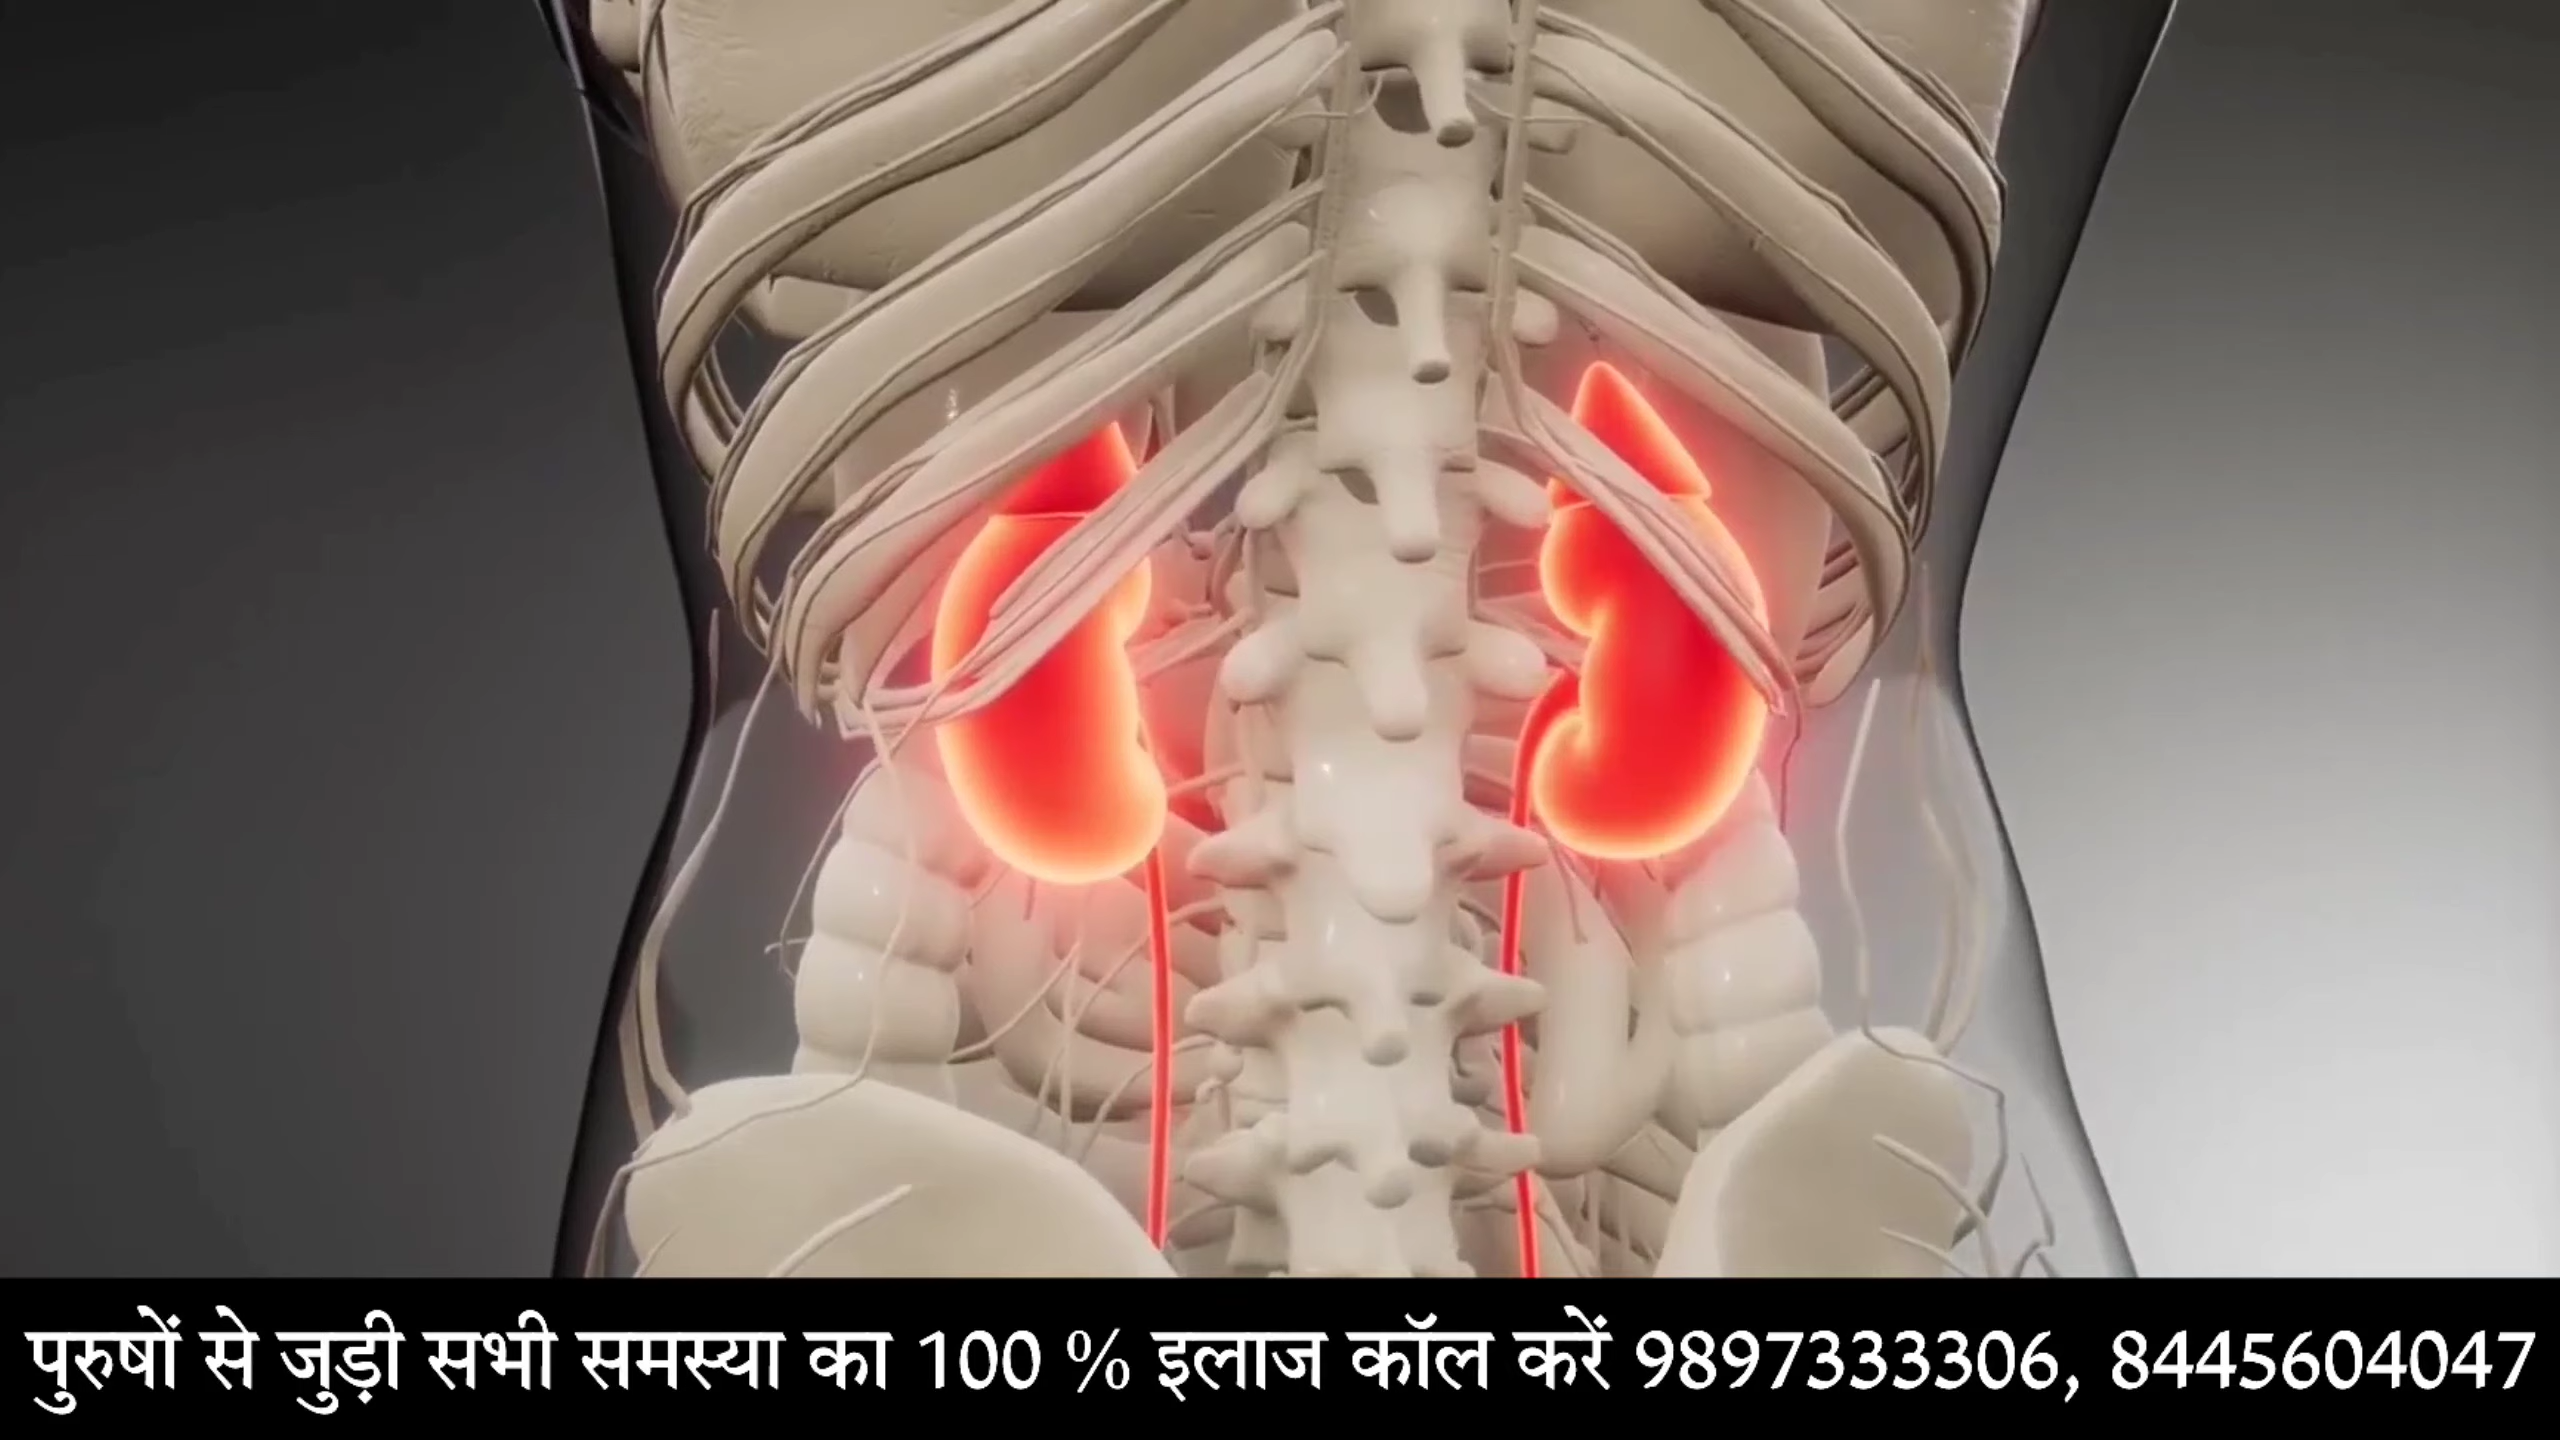 पुरुषों से जुड़ी सभी समस्या का 100 % इलाज कॉल करें 9897333306, 8445604047